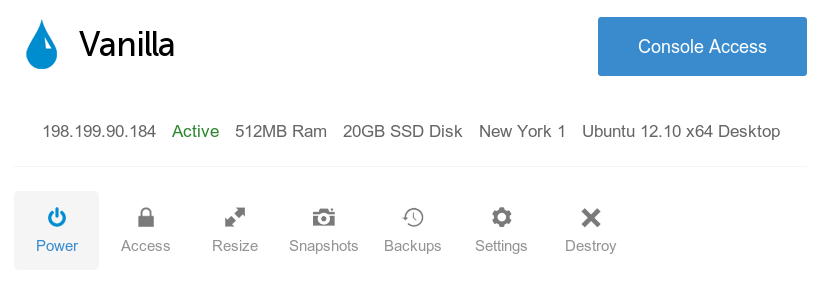 Vanilla
Console Access
198.199.90.184 Active 512MB Ram 20GB SSD Disk New York 1 Ubuntu 12.10 x64 Desktop
Power Access Resize Snapshots Backups Settings Destroy